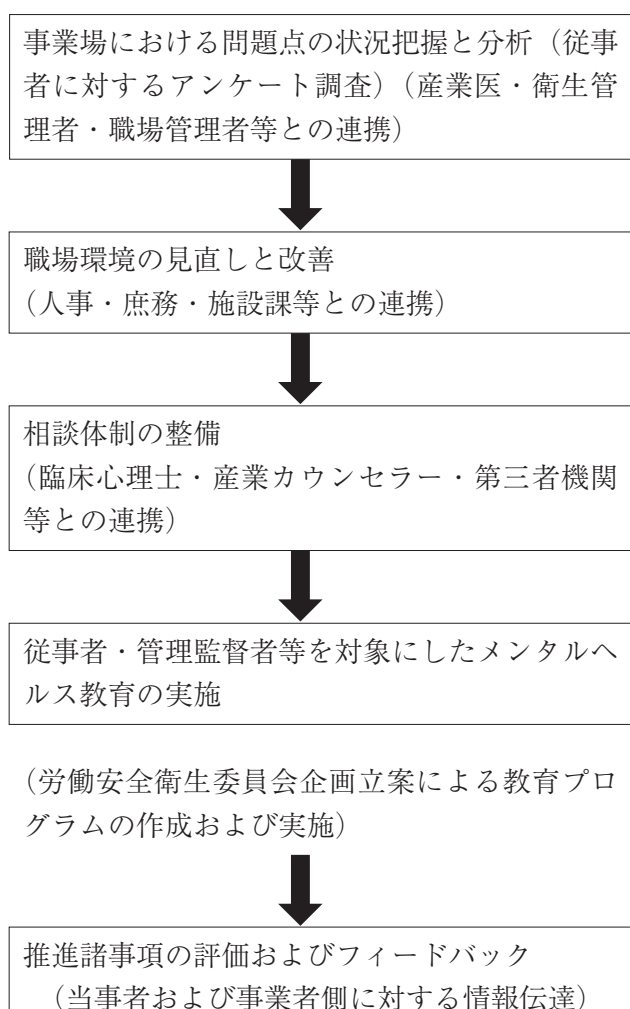 事業場における問題点の状況把握と分析（従事
者に対するアンケート調査）（産業医・衛生管
理者・職場管理者等との連携）
職場環境の見直しと改善
（人事・庶務・施設課等との連携）
相談体制の整備
（臨床心理士・産業カウンセラー・第三者機関
等との連携）
従事者・管理監督者等を対象にしたメンタルヘ
ルス教育の実施
（労働安全衛生委員会企画立案による教育プロ
グラムの作成および実施）
推進諸事項の評価およびフィードバック
（当事者および事業者側に対する情報伝達）